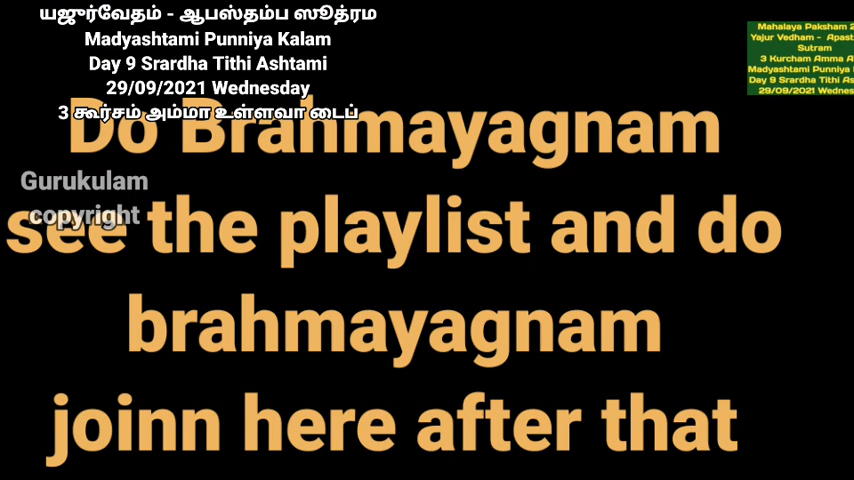 யஜுர்வேதம் - ஆபஸ்தம்ப ஸூத்ரம
Madyashtami Punniya Kalam
Day 9 Srardha Tithi Ashtami
29/09/2021 Wednesday
3 கூர்சம் அம்மா உள்ளவா டைப்
Mahalaya Paksham 2
Yajur Vedham - Apast
Sutram
3 Kurcham Amma A
Madyashtami Punniya
Day 9 Srardha Tithi As
29/09/2021 Wednes
Do Brahmayagnam
Gurukulam
copyright
see the playlist and do
brahmayagnam
joinn here after that